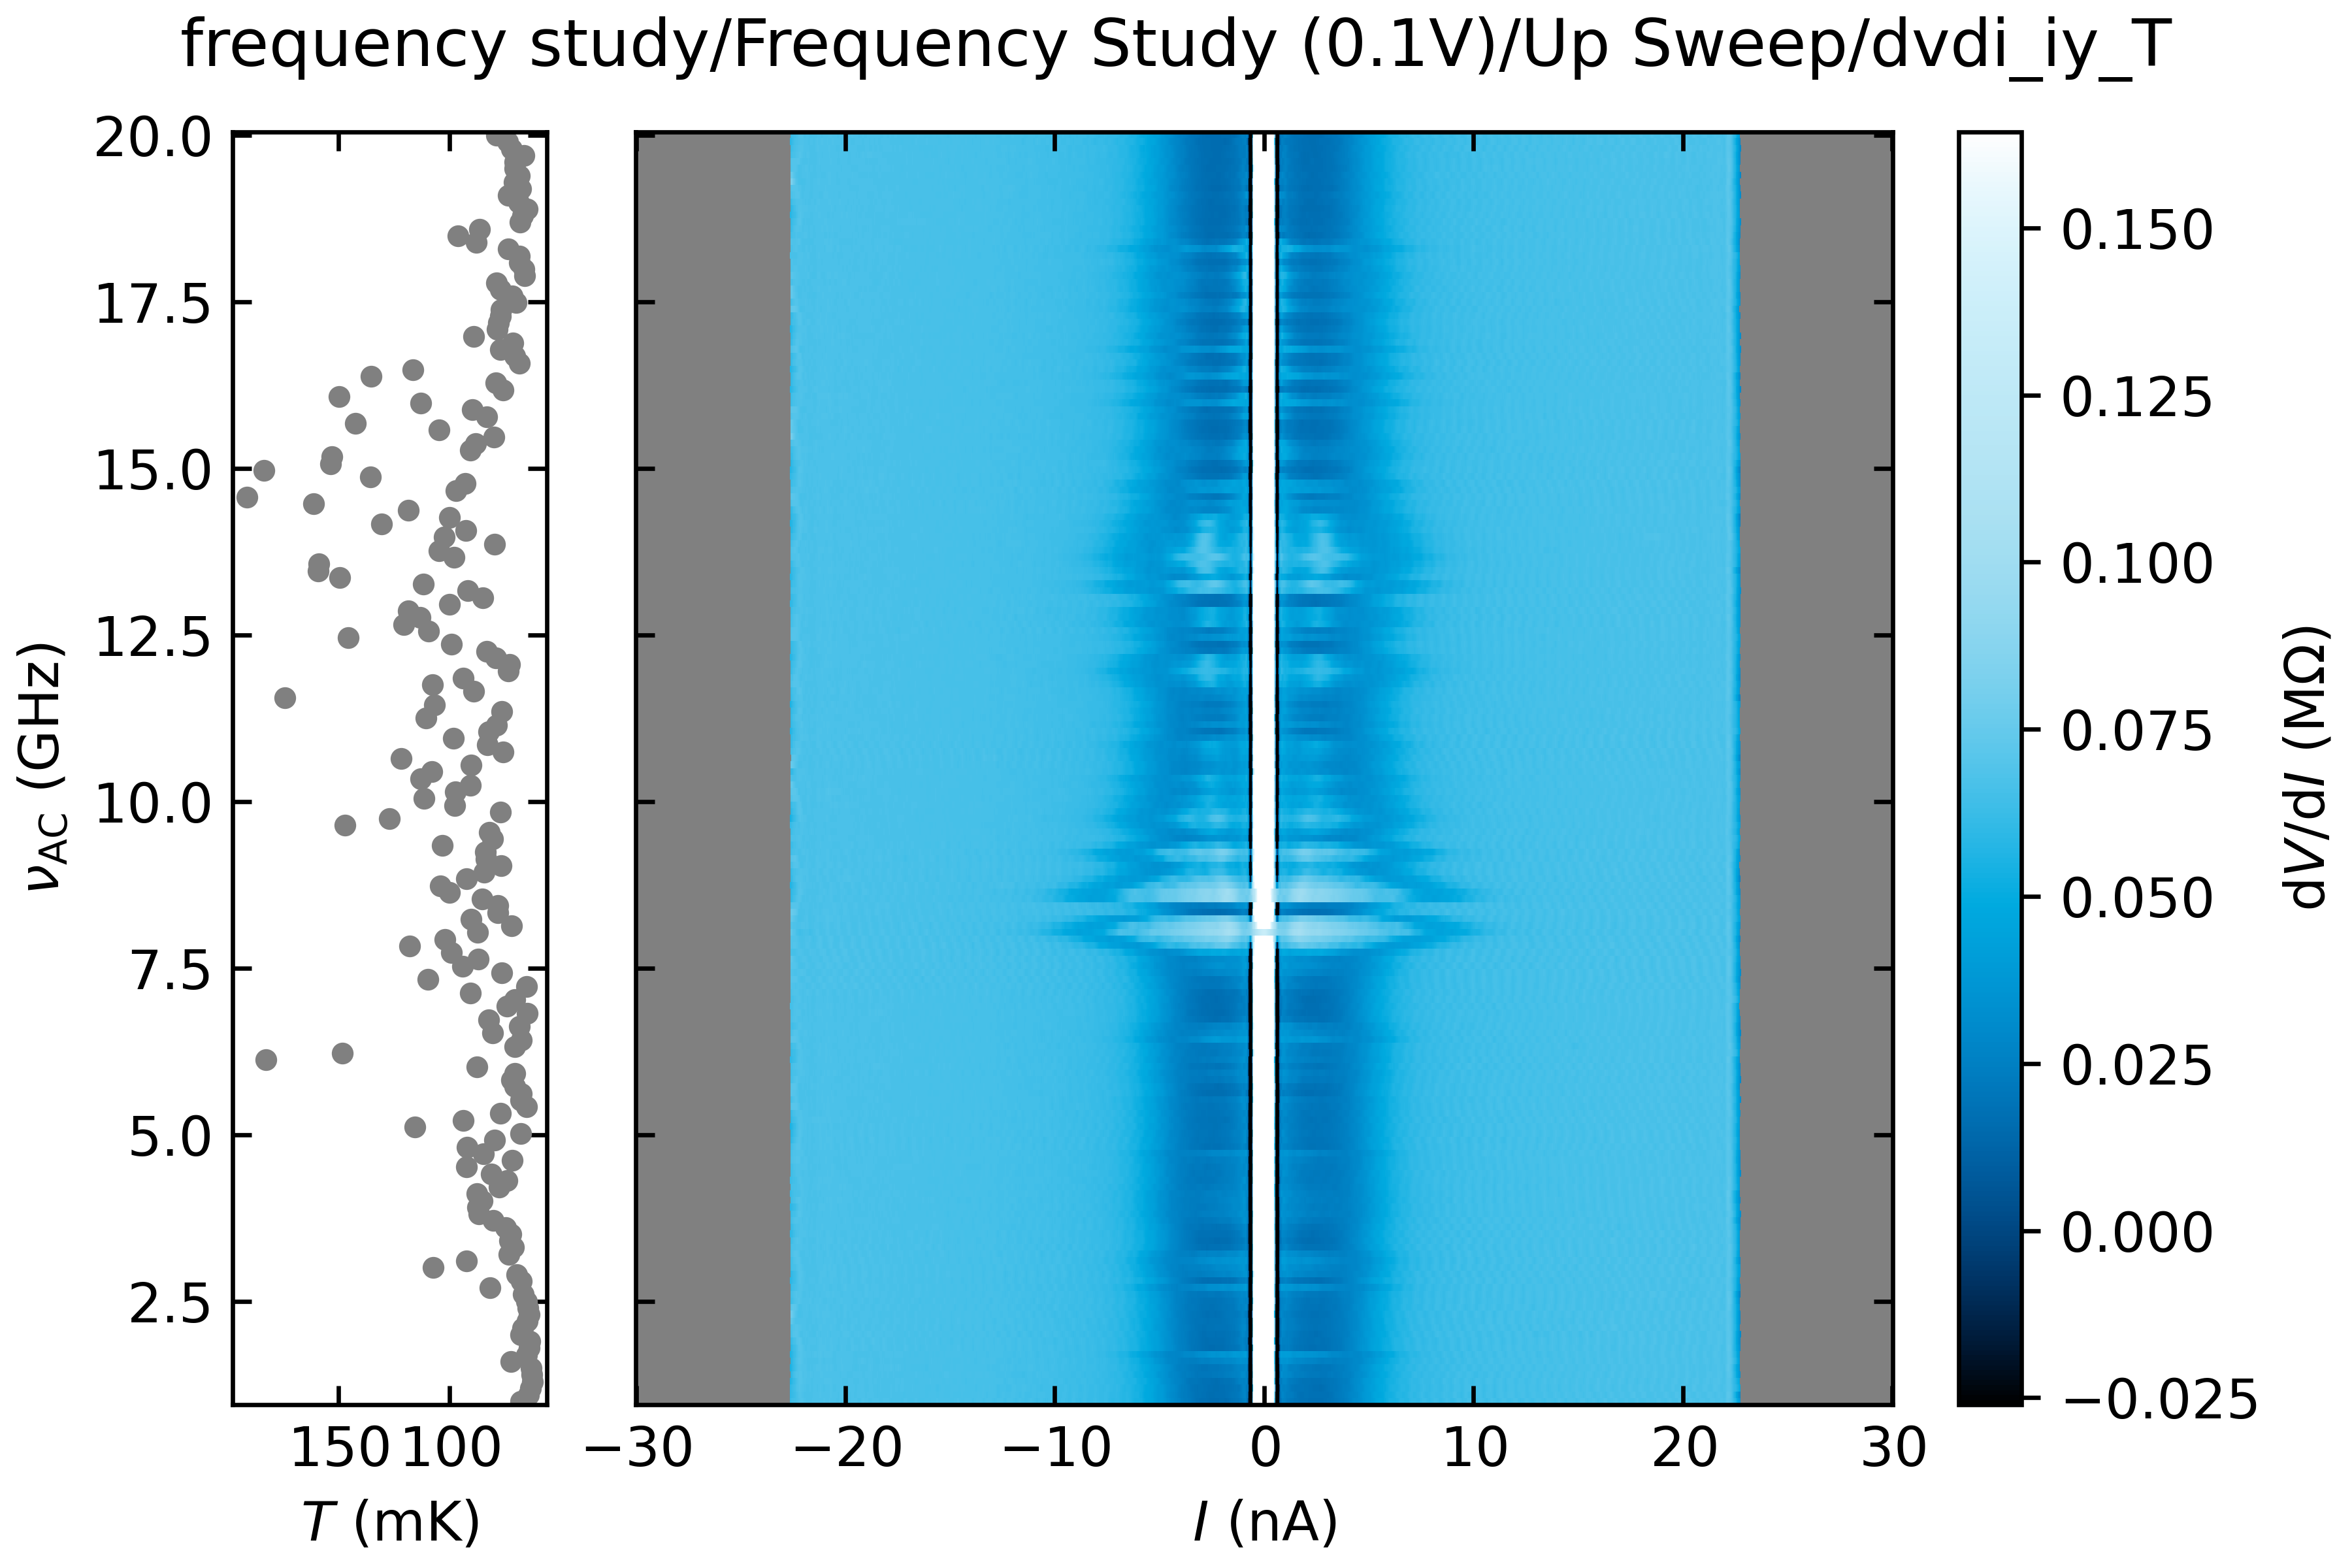 frequency study/Frequency Study (0.1V)/Up Sweep/dvdi_iy_T
20.0
17.5
15.0
12.5
10.0
7.5
5.0
2.5
νAC (GHz)
150 100
T (mK)
−30 −20 −10 0 10 20 30
I (nA)
0.150
0.125
0.100
0.075
0.050
0.025
0.000
−0.025
dV/dI (MΩ)